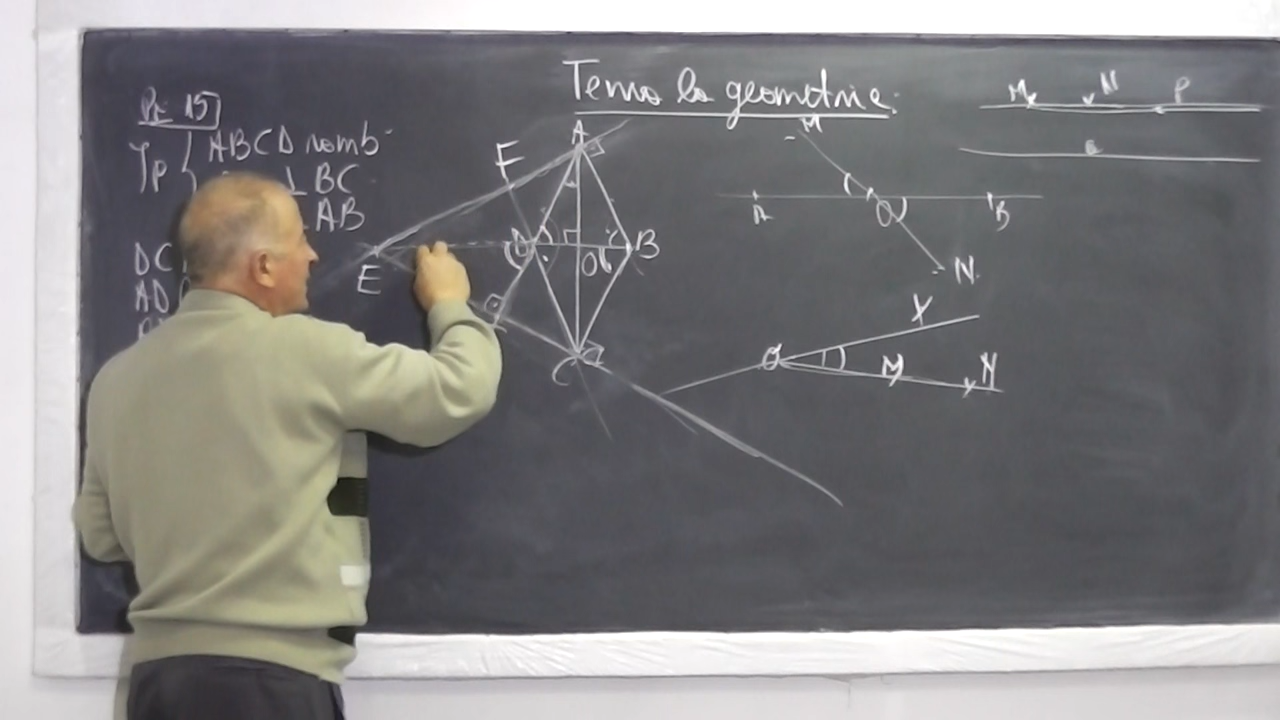 Tema la geometrie.
Pr 15
Ip { ABCD romb
⊥ BC
AB
DC
AD
A
F
E
D
B
O
C
M
A
O
B
N
M N P
X
O
M
N